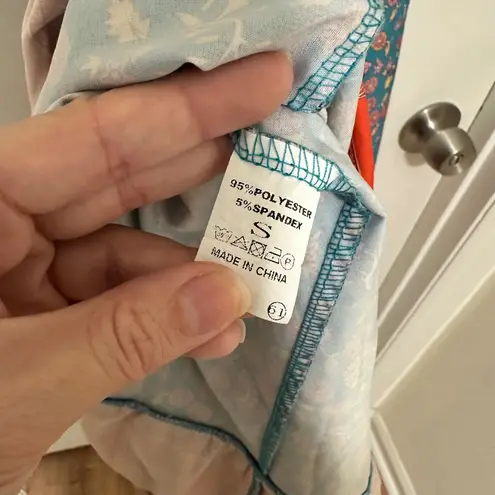 95%POLYESTER
5%SPANDEX
S
P
MADE IN CHINA
61